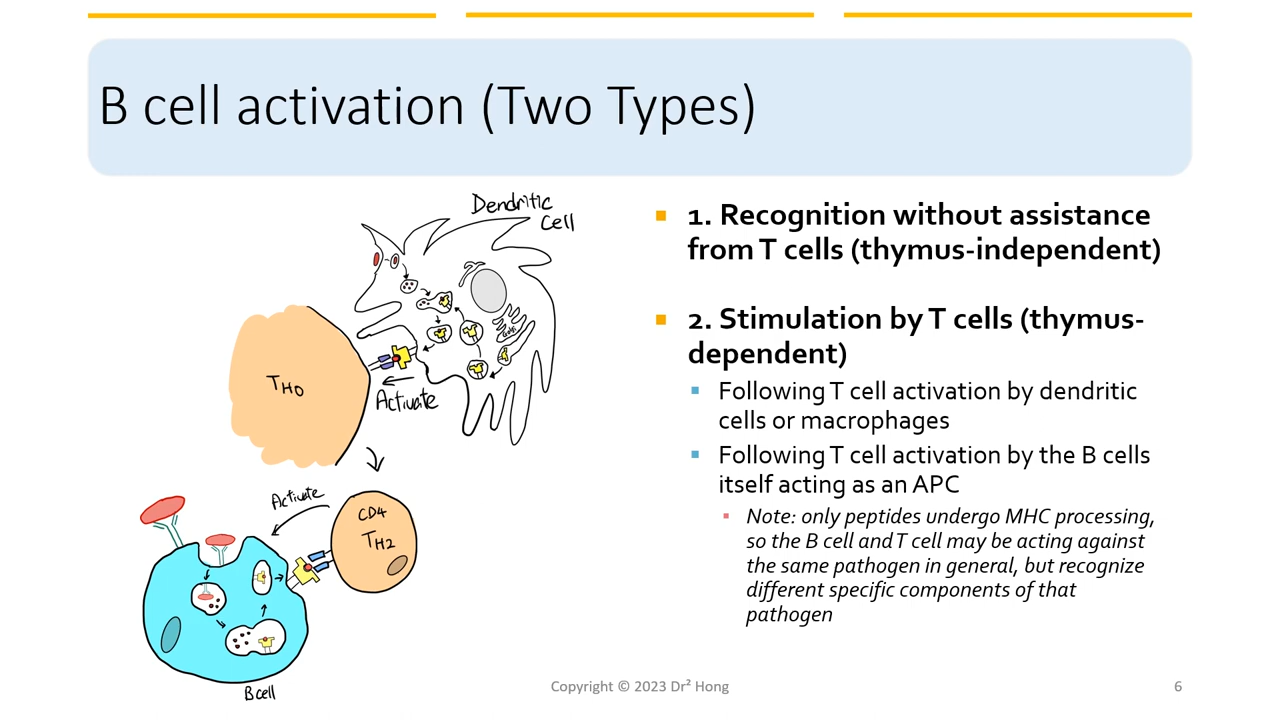 B cell activation (Two Types)
Dendritic
Cell
Golgi
TH0
Activate
Activate
CD4
TH2
B cell
1. Recognition without assistance
from T cells (thymus-independent)
2. Stimulation by T cells (thymus-
dependent)
Following T cell activation by dendritic
cells or macrophages
Following T cell activation by the B cells
itself acting as an APC
Note: only peptides undergo MHC processing,
so the B cell and T cell may be acting against
the same pathogen in general, but recognize
different specific components of that
pathogen
Copyright © 2023 Dr² Hong
6